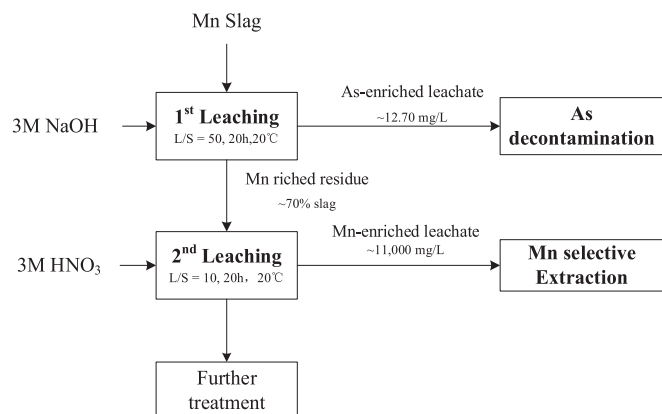 Mn Slag
3M NaOH
1st Leaching
L/S = 50, 20h,20℃
As-enriched leachate
~12.70 mg/L
As
decontamination
Mn riched residue
~70% slag
3M HNO3
2nd Leaching
L/S = 10, 20h，20℃
Mn-enriched leachate
~11,000 mg/L
Mn selective
Extraction
Further
treatment